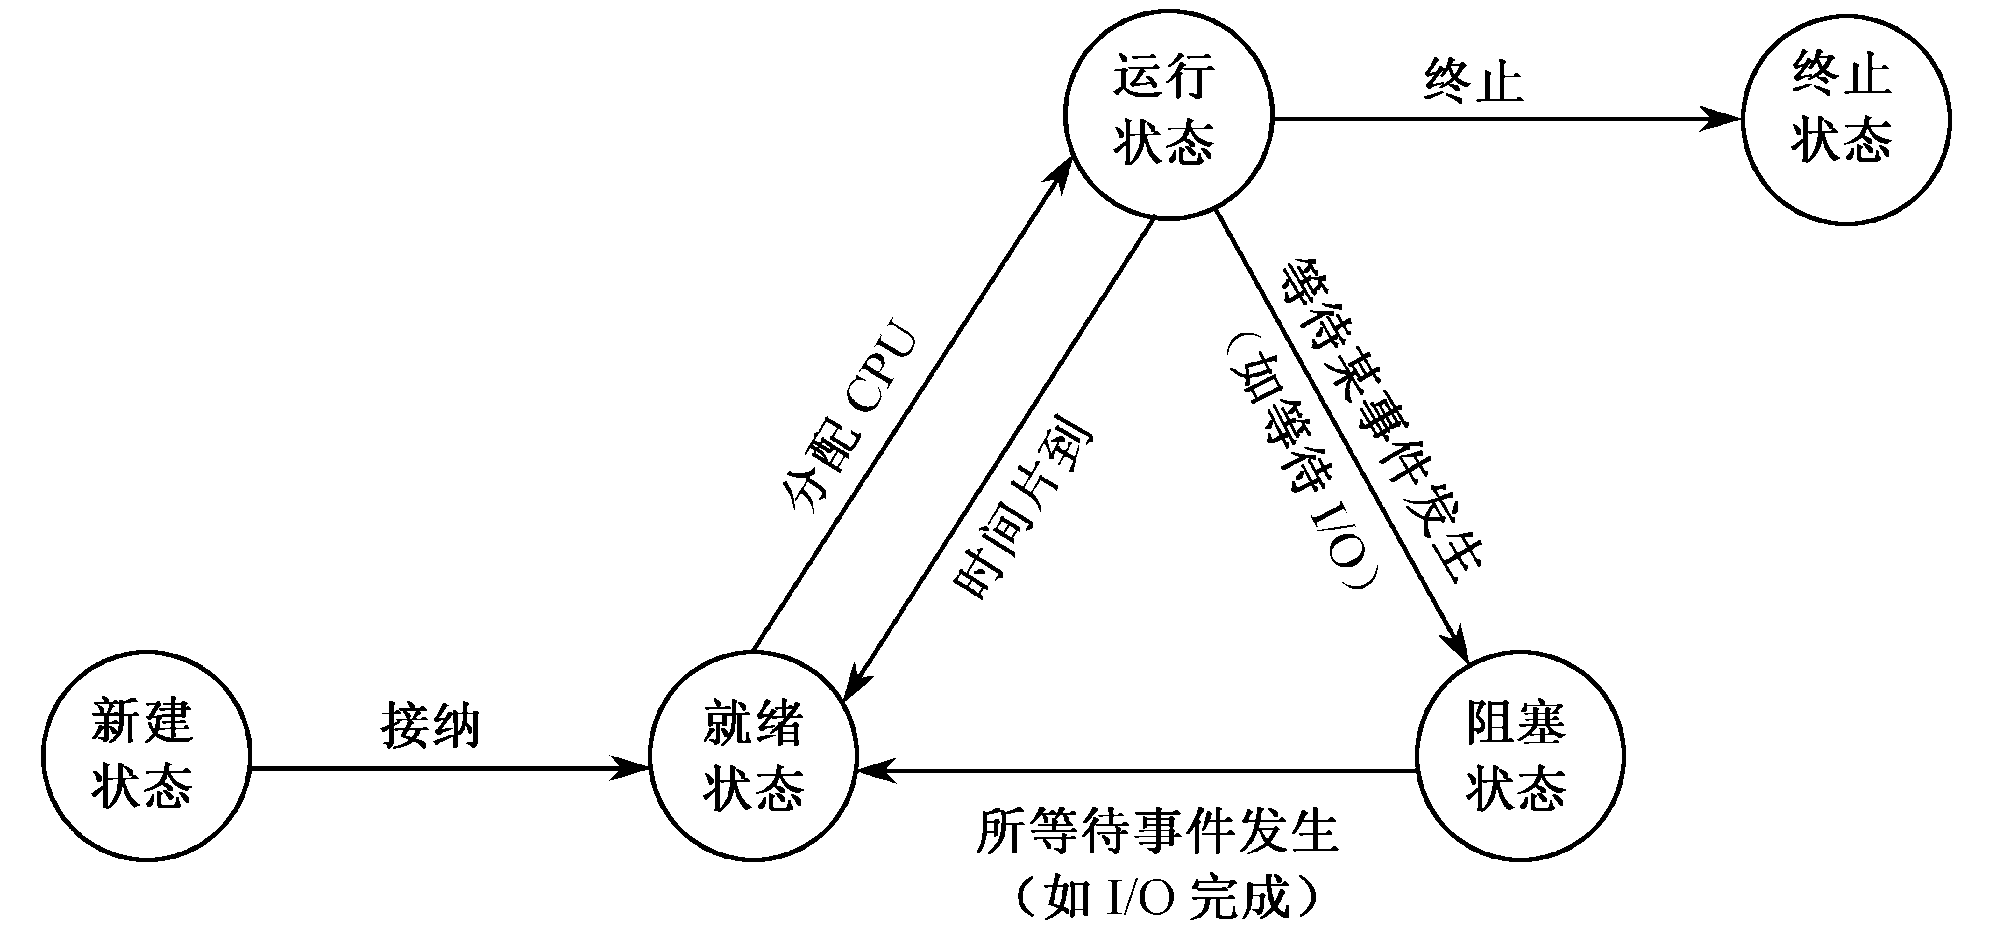 运行
状态
终止
终止
状态
分配 CPU
时间片到
等待某事件发生
（如等待 I/O）
新建
状态
接纳
就绪
状态
阻塞
状态
所等待事件发生
（如 I/O 完成）